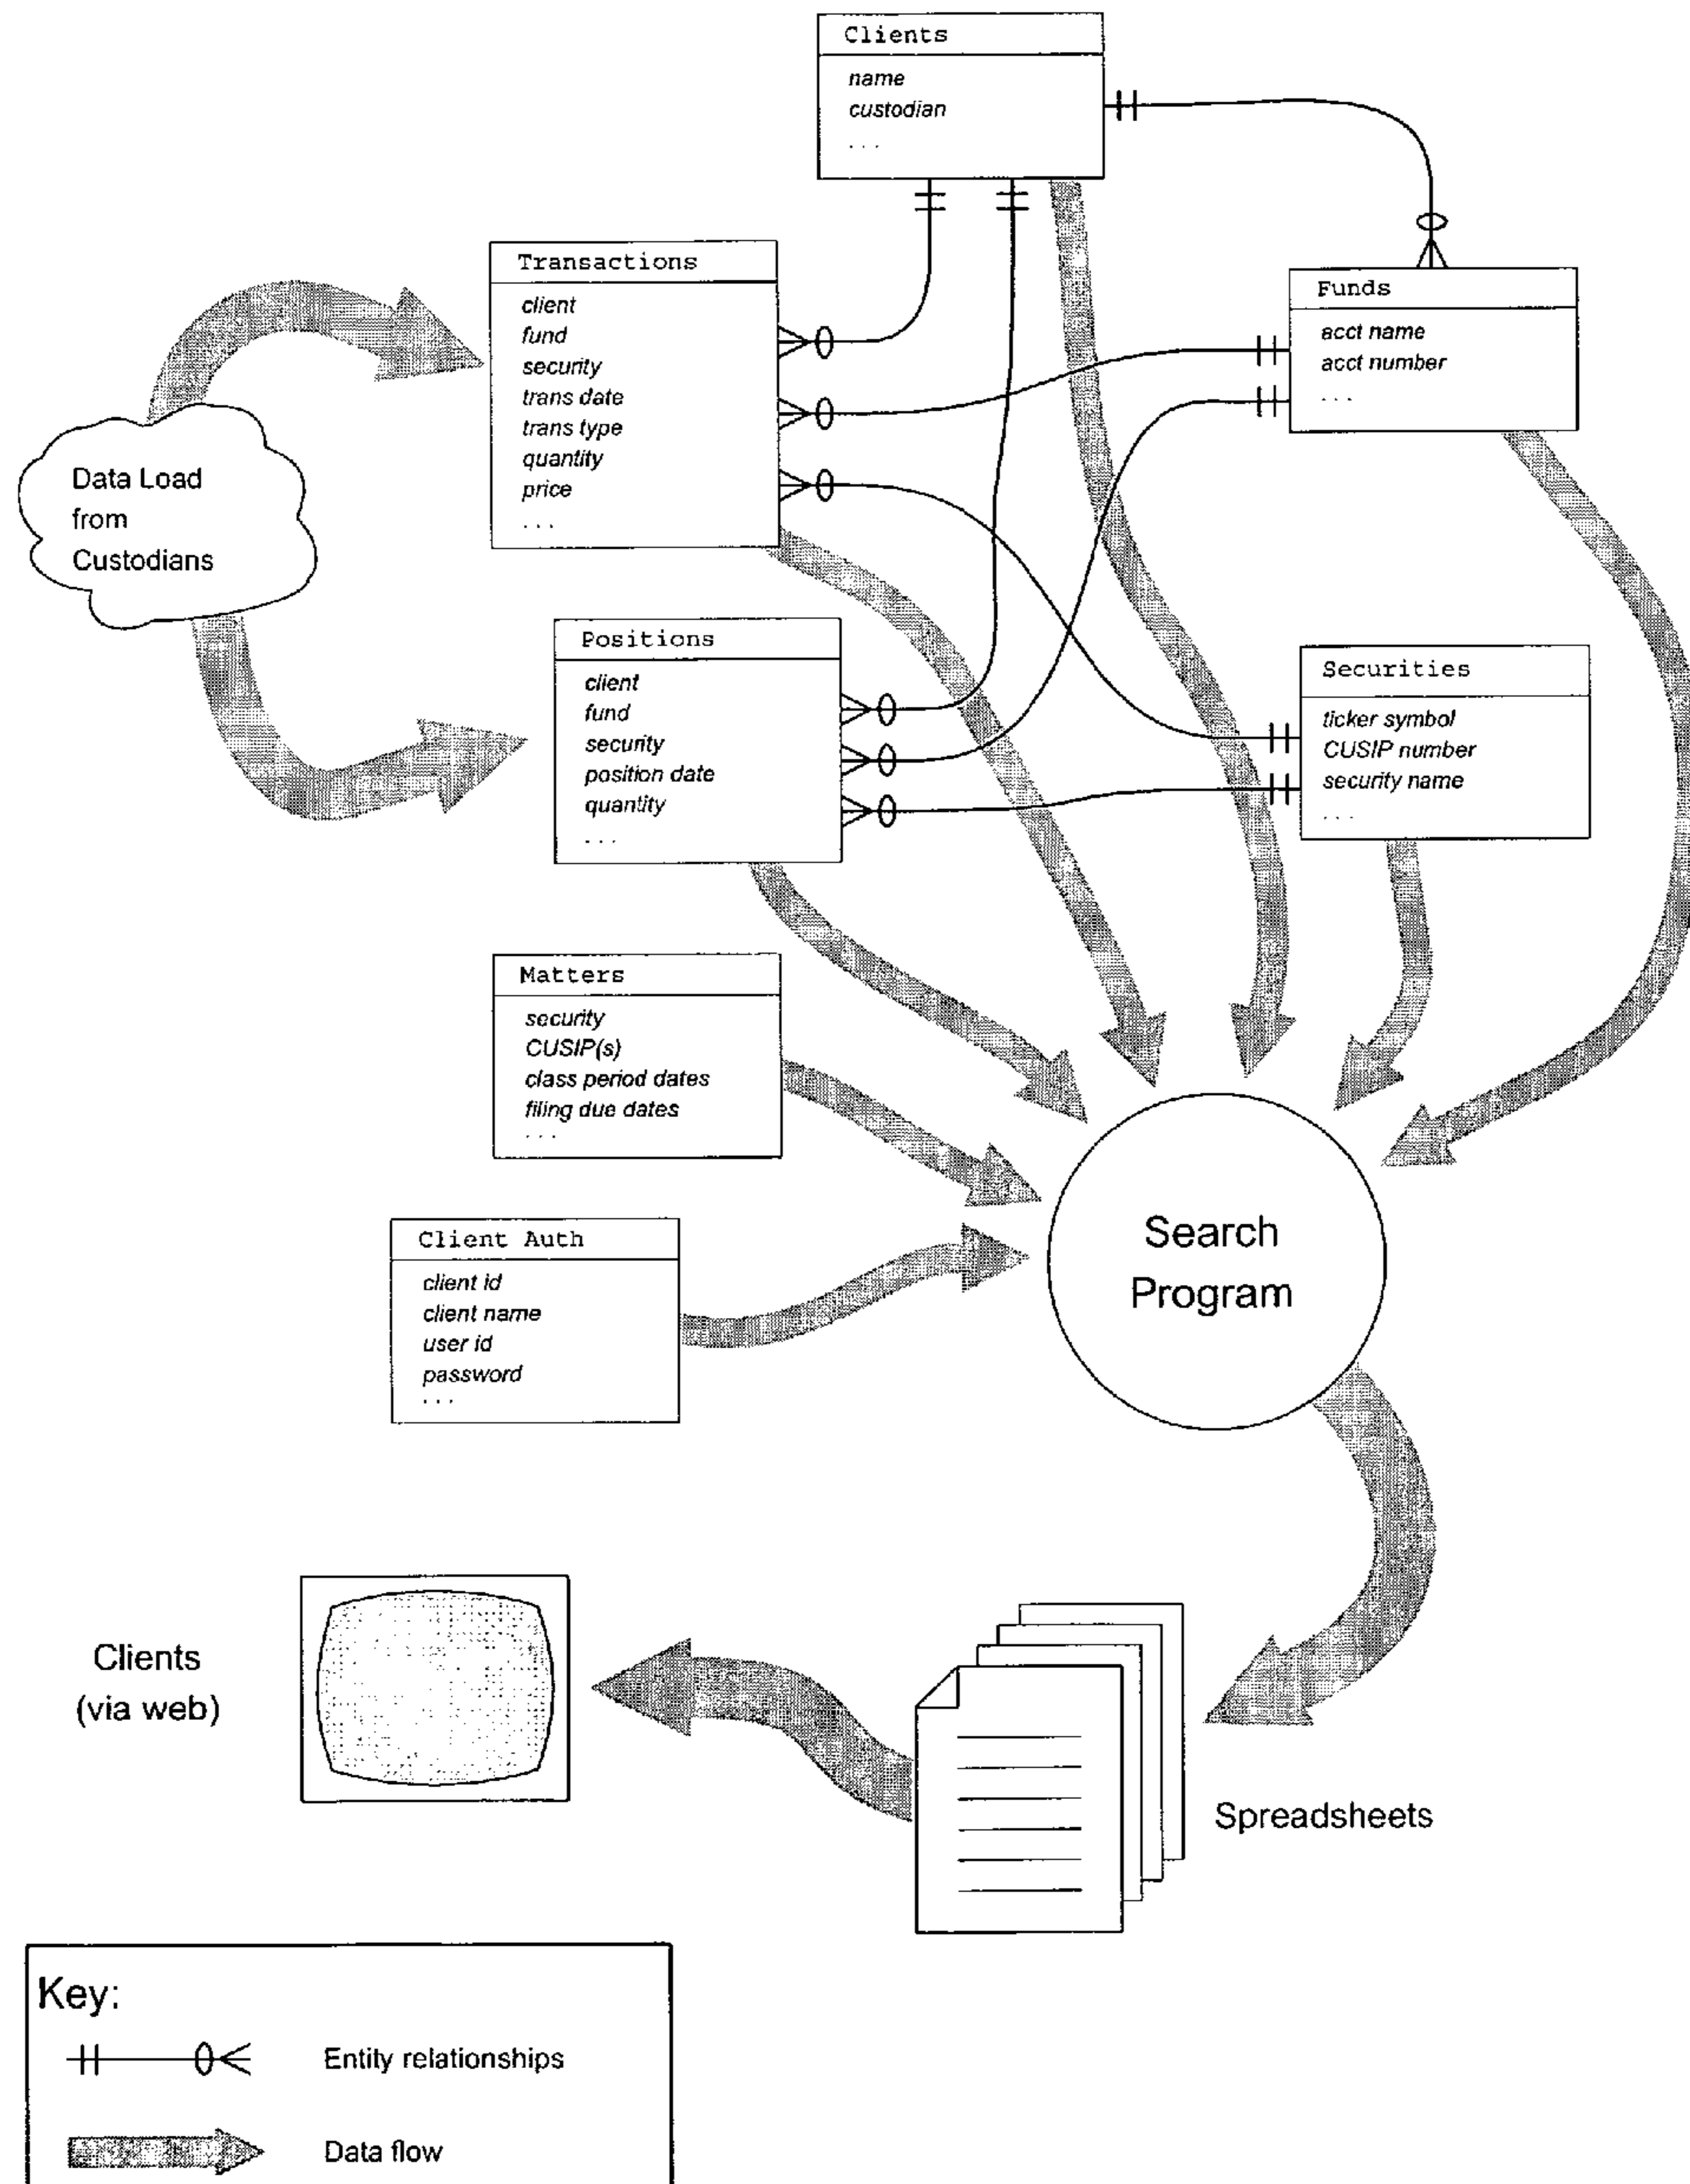 Clients
name
custodian
. . .
Transactions
client
fund
security
trans date
trans type
quantity
price
. . .
Funds
acct name
acct number
. . .
Data Load
from
Custodians
Positions
client
fund
security
position date
quantity
. . .
Securities
ticker symbol
CUSIP number
security name
. . .
Matters
security
CUSIP(s)
class period dates
filing due dates
. . .
Client Auth
client id
client name
user id
password
. . .
Search
Program
Clients
(via web)
Spreadsheets
Key:
Entity relationships
Data flow